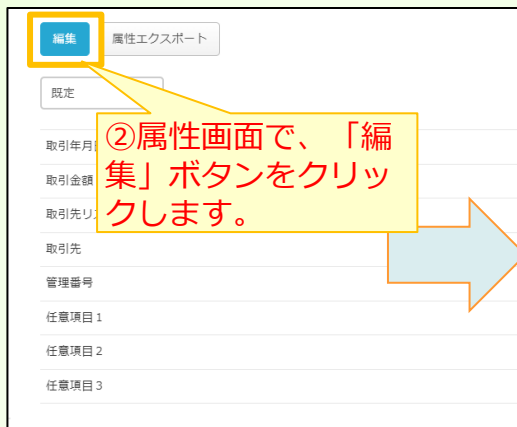 編集 属性エクスポート
既定
②属性画面で、「編
集」ボタンをクリッ
クします。
取引年月
取引金額
取引先リ
取引先
管理番号
任意項目1
任意項目2
任意項目3